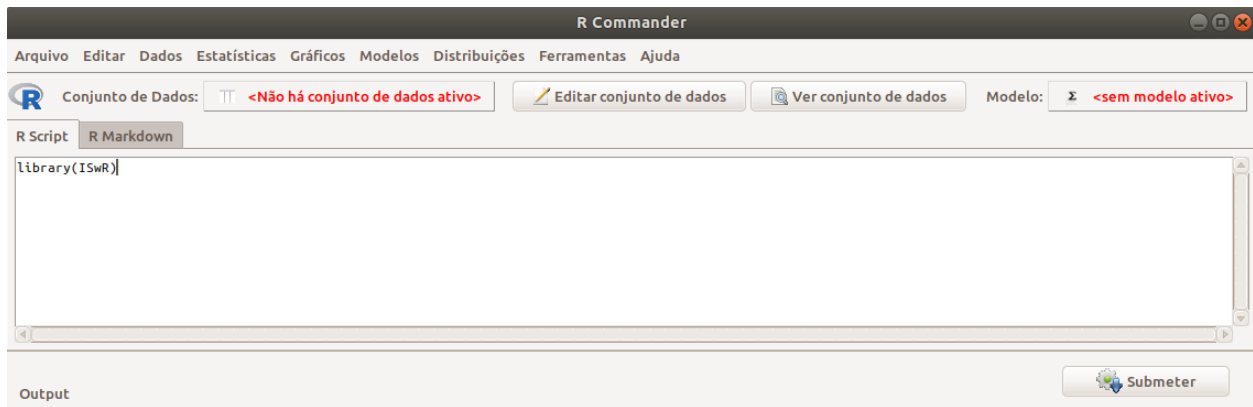 R Commander
Arquivo Editar Dados Estatísticas Gráficos Modelos Distribuições Ferramentas Ajuda
R Conjunto de Dados: <Não há conjunto de dados ativo> Editar conjunto de dados Ver conjunto de dados Modelo: Σ <sem modelo ativo>
R Script R Markdown
library(ISwR)
Submeter
Output